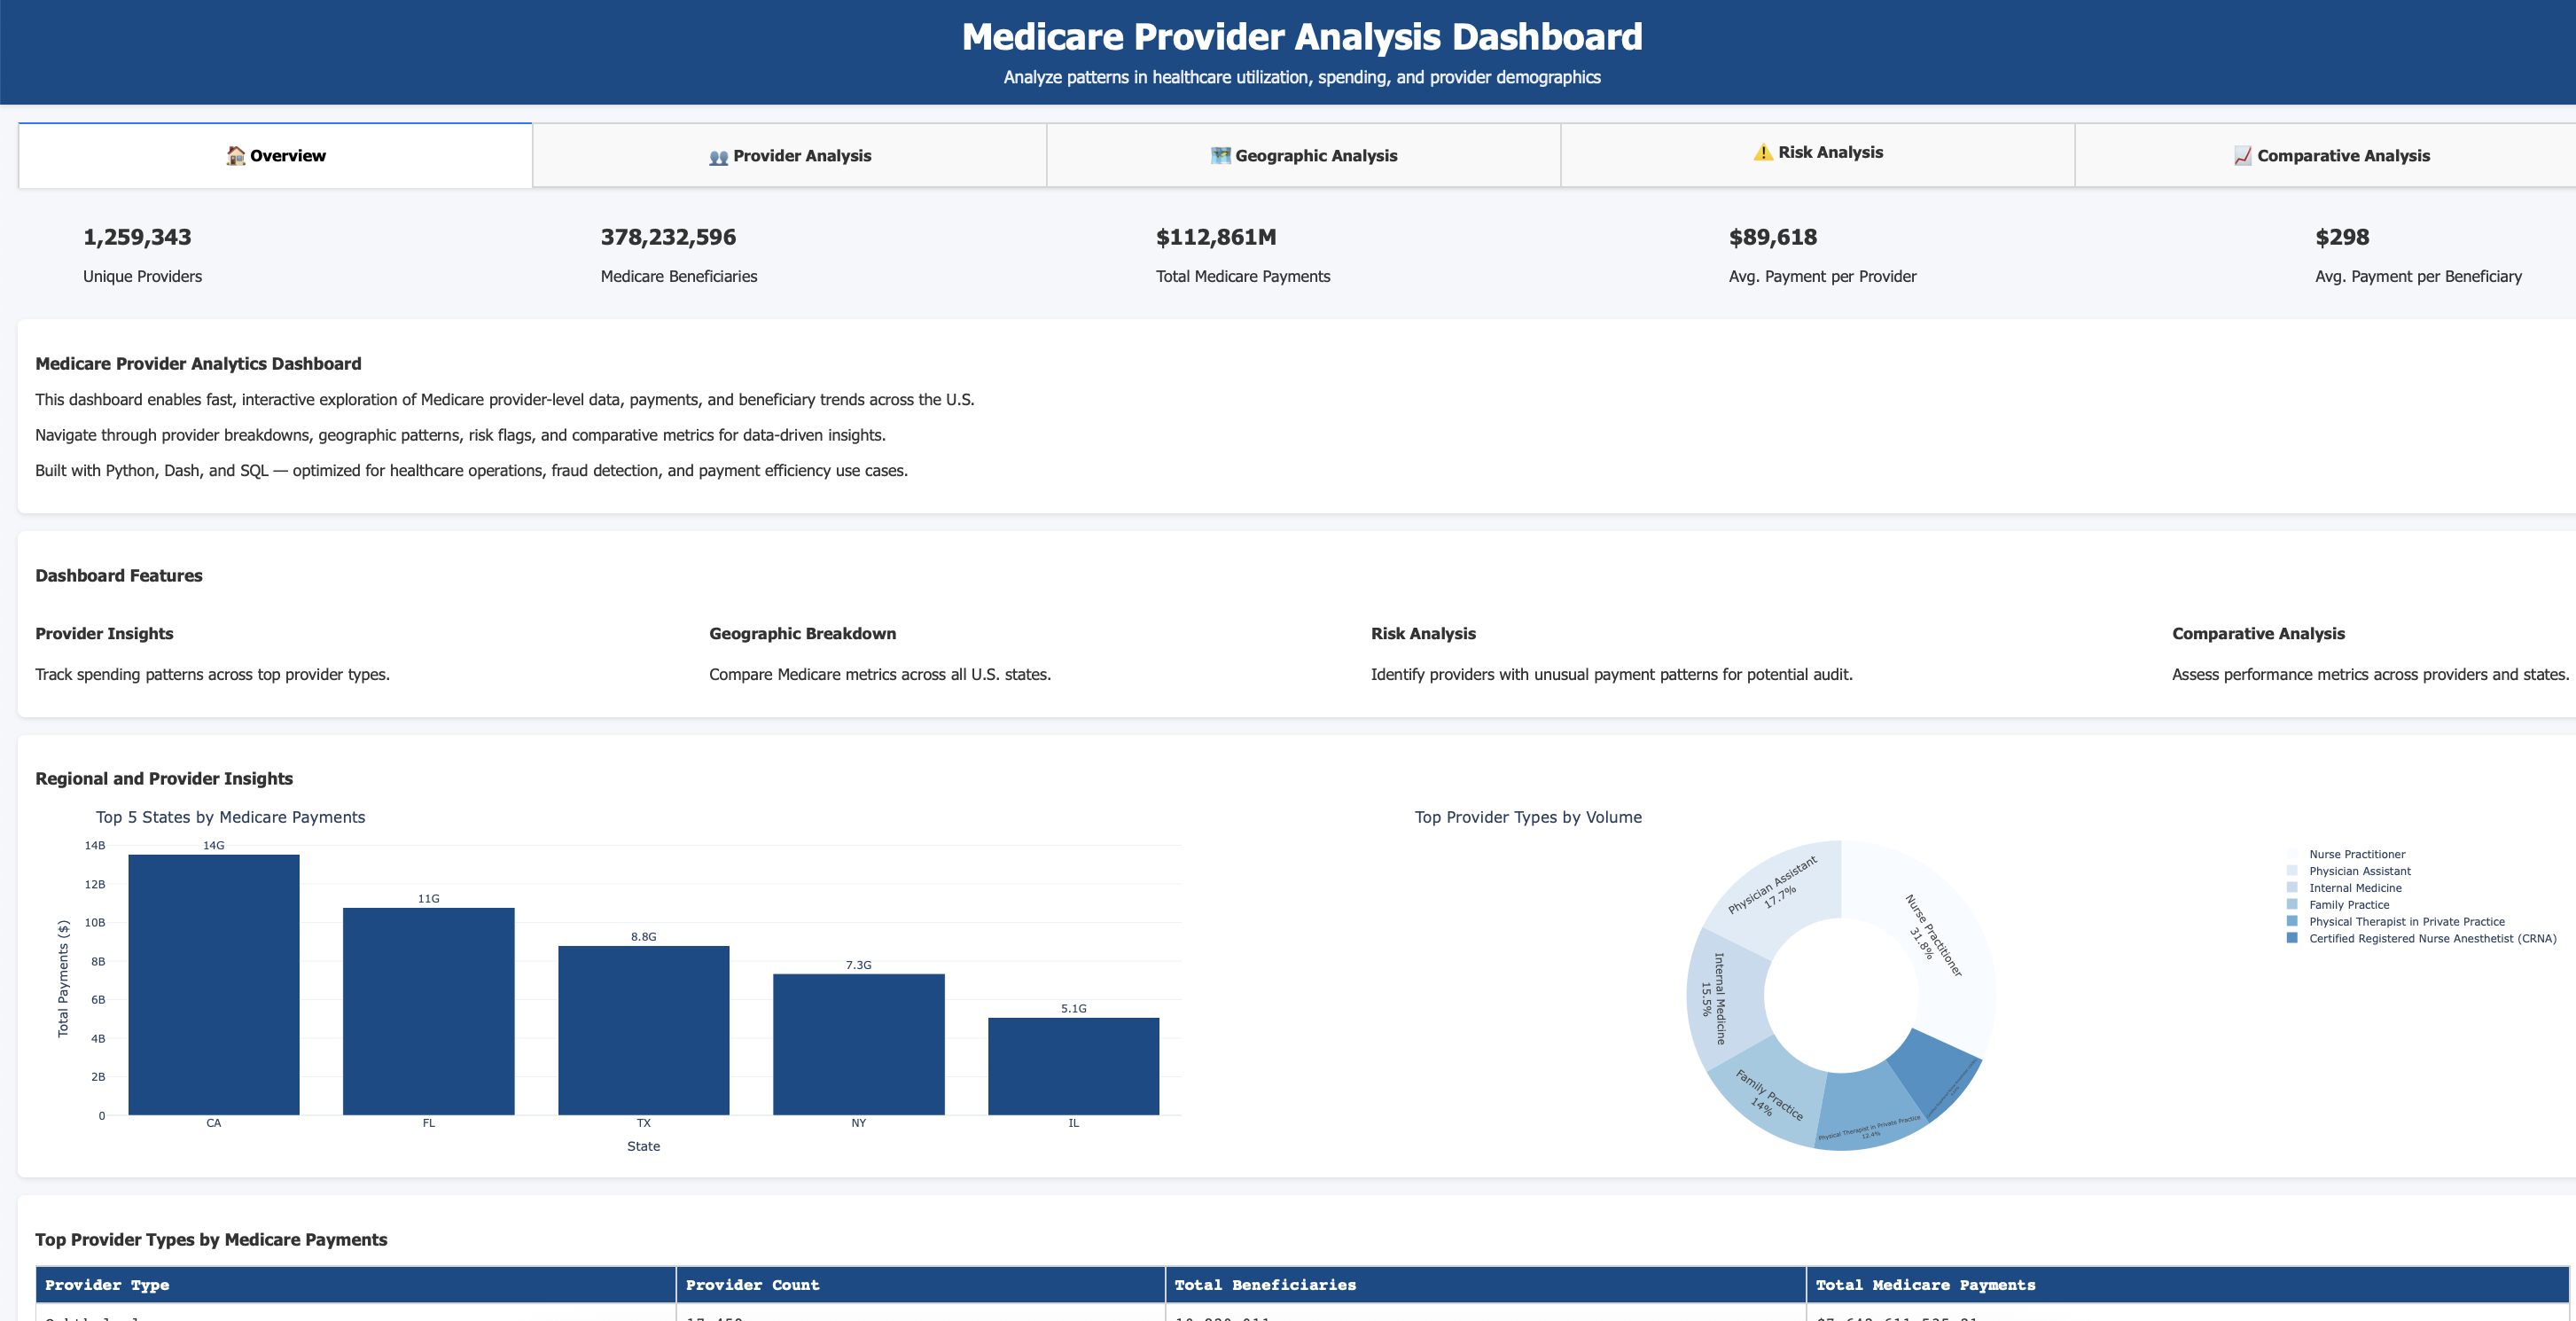 Medicare Provider Analysis Dashboard
Analyze patterns in healthcare utilization, spending, and provider demographics
Overview
Provider Analysis
Geographic Analysis
Risk Analysis
Comparative Analysis
1,259,343
Unique Providers
378,232,596
Medicare Beneficiaries
$112,861M
Total Medicare Payments
$89,618
Avg. Payment per Provider
$298
Avg. Payment per Beneficiary
Medicare Provider Analytics Dashboard
This dashboard enables fast, interactive exploration of Medicare provider-level data, payments, and beneficiary trends across the U.S.
Navigate through provider breakdowns, geographic patterns, risk flags, and comparative metrics for data-driven insights.
Built with Python, Dash, and SQL — optimized for healthcare operations, fraud detection, and payment efficiency use cases.
Dashboard Features
Provider Insights
Track spending patterns across top provider types.
Geographic Breakdown
Compare Medicare metrics across all U.S. states.
Risk Analysis
Identify providers with unusual payment patterns for potential audit.
Comparative Analysis
Assess performance metrics across providers and states.
Regional and Provider Insights
Top 5 States by Medicare Payments
Total Payments ($)
14B
12B
10B
8B
6B
4B
2B
0
14G
11G
8.8G
7.3G
5.1G
CA
FL
TX
NY
IL
State
Top Provider Types by Volume
Nurse Practitioner
31.8%
Physician Assistant
17.7%
Internal Medicine
15.5%
Family Practice
14%
Physical Therapist in Private Practice
12.4%
Nurse Practitioner
Physician Assistant
Internal Medicine
Family Practice
Physical Therapist in Private Practice
Certified Registered Nurse Anesthetist (CRNA)
Top Provider Types by Medicare Payments
Provider Type
Provider Count
Total Beneficiaries
Total Medicare Payments